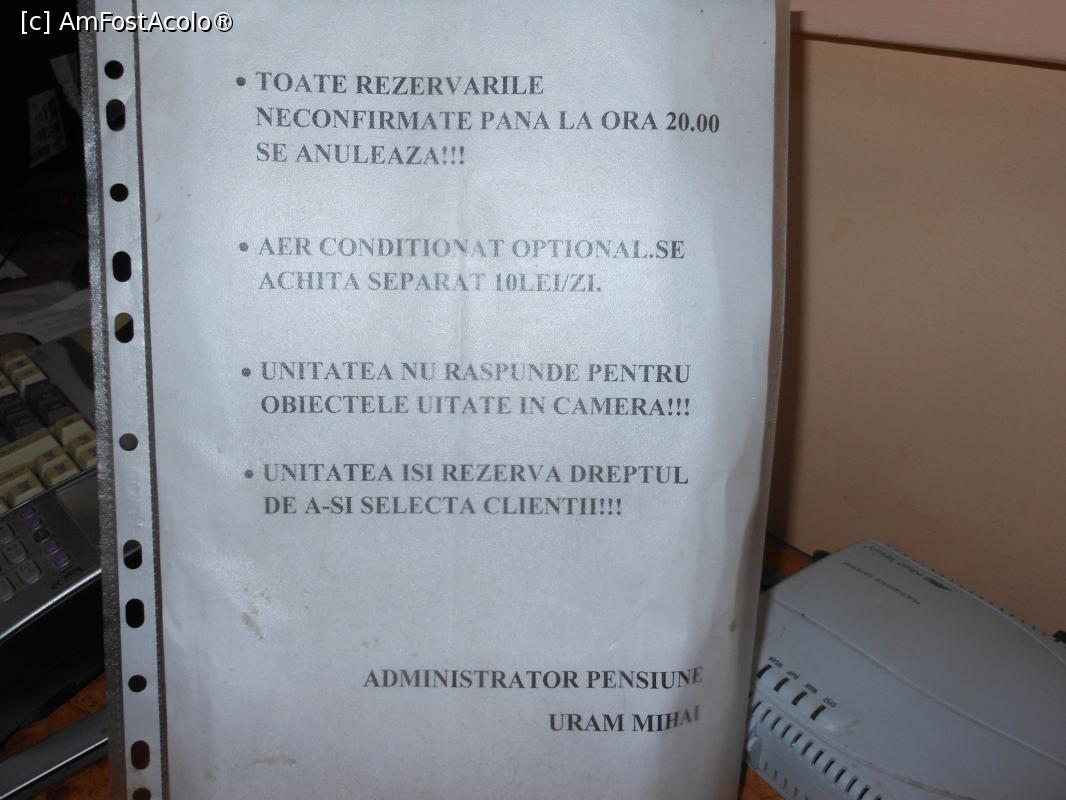 [c] AmFostAcolo®
• TOATE REZERVARILE
NECONFIRMATE PANA LA ORA 20.00
SE ANULEAZA!!!
• AER CONDITIONAT OPTIONAL.SE
ACHITA SEPARAT 10LEI/ZI.
• UNITATEA NU RASPUNDE PENTRU
OBIECTELE UITATE IN CAMERA!!!
• UNITATEA ISI REZERVA DREPTUL
DE A-SI SELECTA CLIENTII!!!
ADMINISTRATOR PENSIUNE
URAM MIHAI